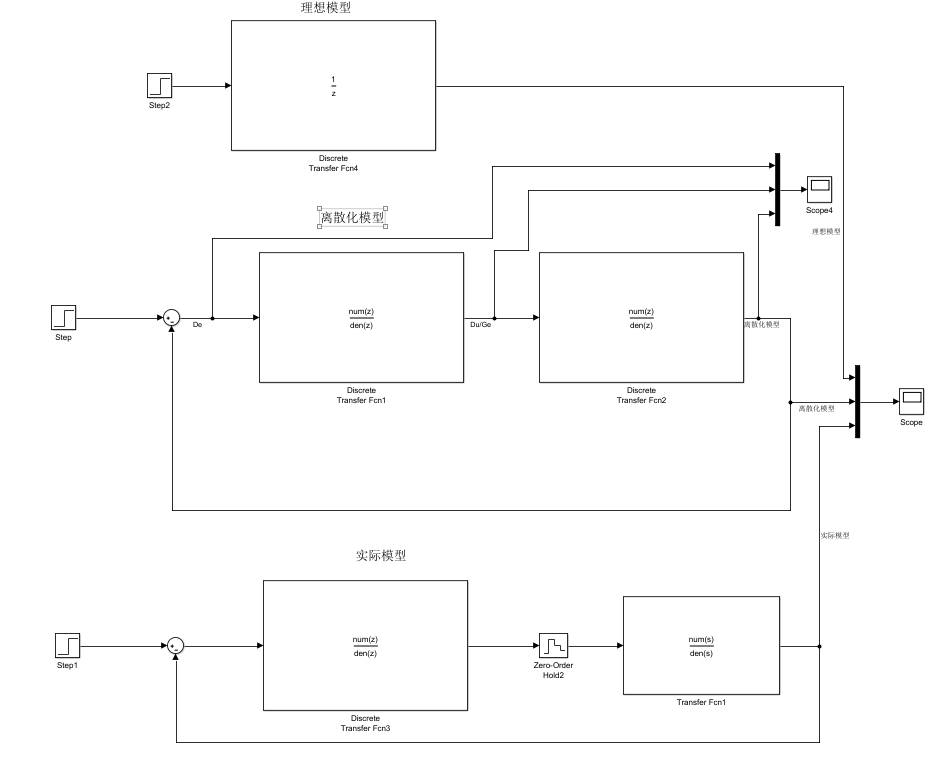 理想模型
1
z
Step2
Discrete
Transfer Fcn4
Scope4
离散化模型
理想模型
num(z)
den(z)
num(z)
den(z)
+
-
De
Du/Ge
离散化模型
Step
Discrete
Transfer Fcn1
Discrete
Transfer Fcn2
离散化模型
Scope
实际模型
实际模型
num(z)
den(z)
num(s)
den(s)
+
-
Step1
Zero-Order
Hold2
Transfer Fcn1
Discrete
Transfer Fcn3